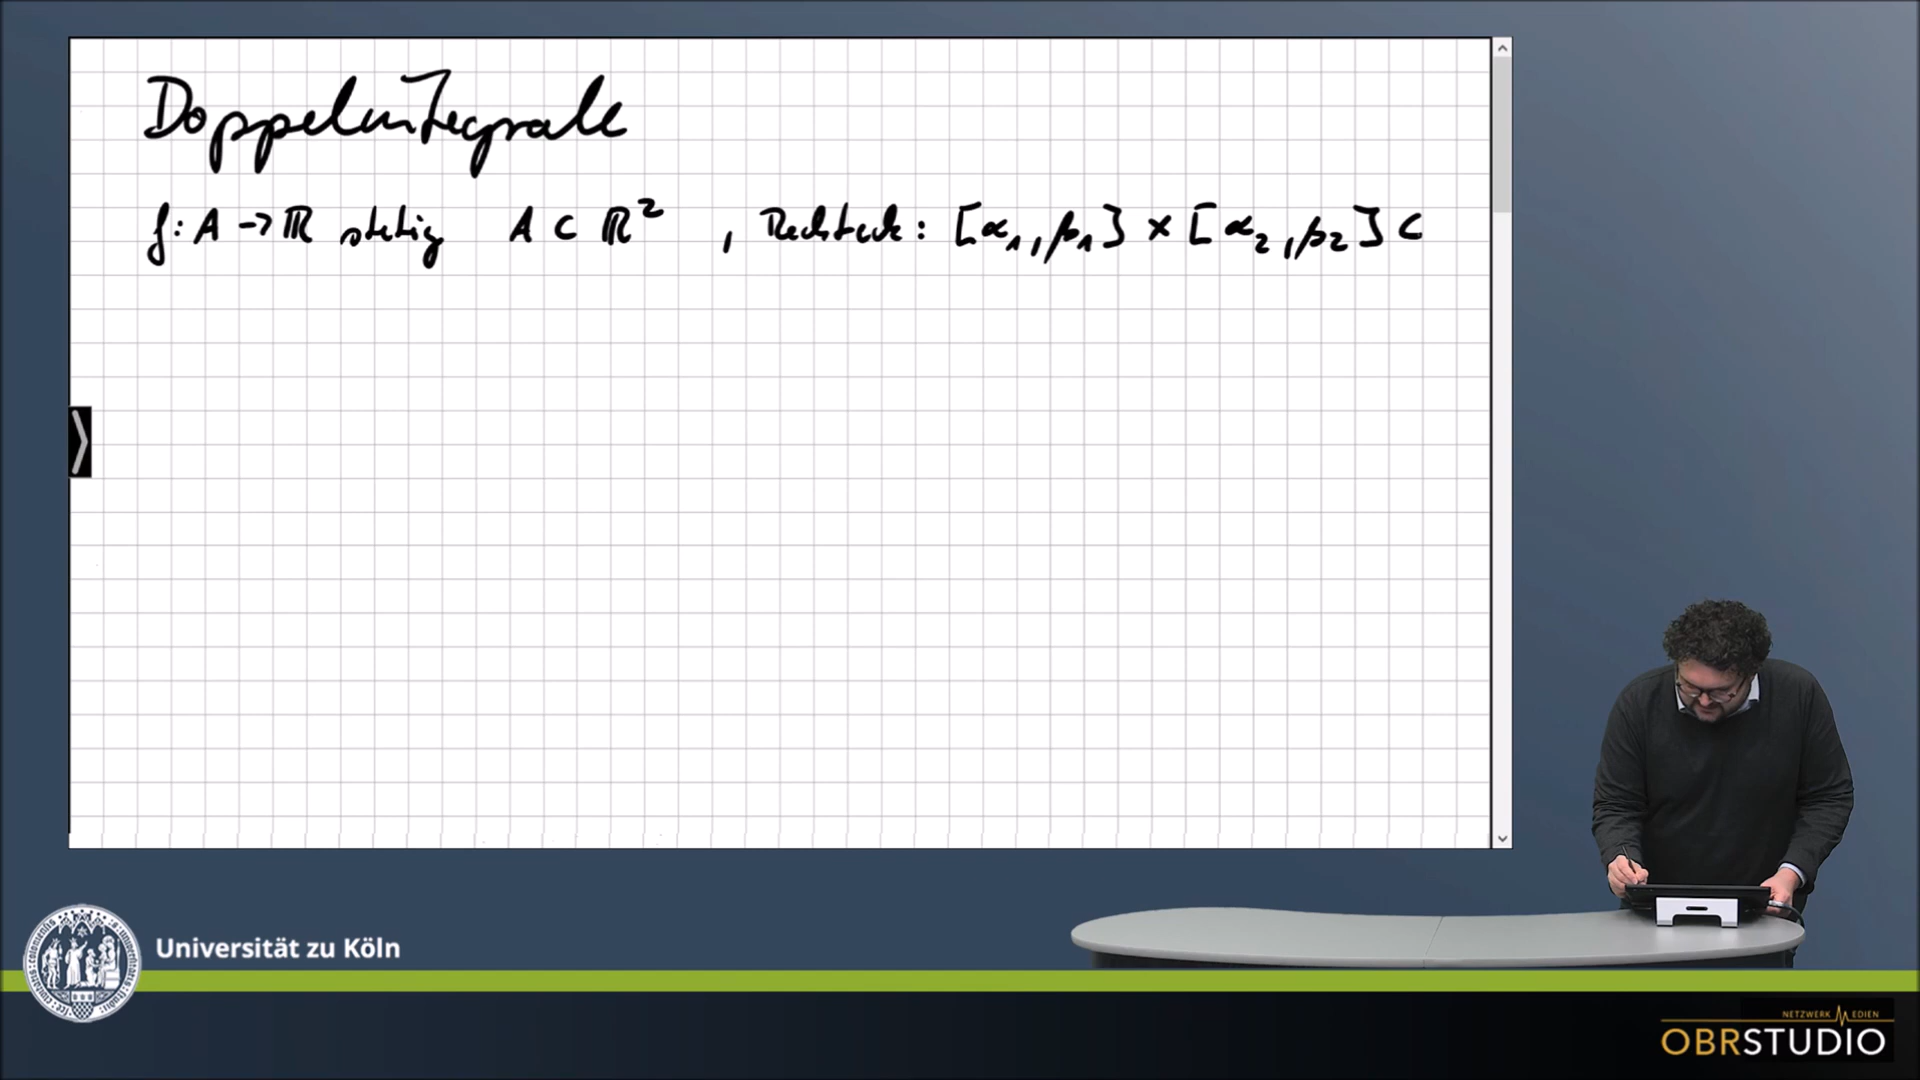 Doppelintegrale
f: A → ℝ stetig A ⊂ ℝ² , Rechteck: [α₁, β₁] × [α₂, β₂] ⊂
Universität zu Köln
NETZWERK MEDIEN
OBRSTUDIO